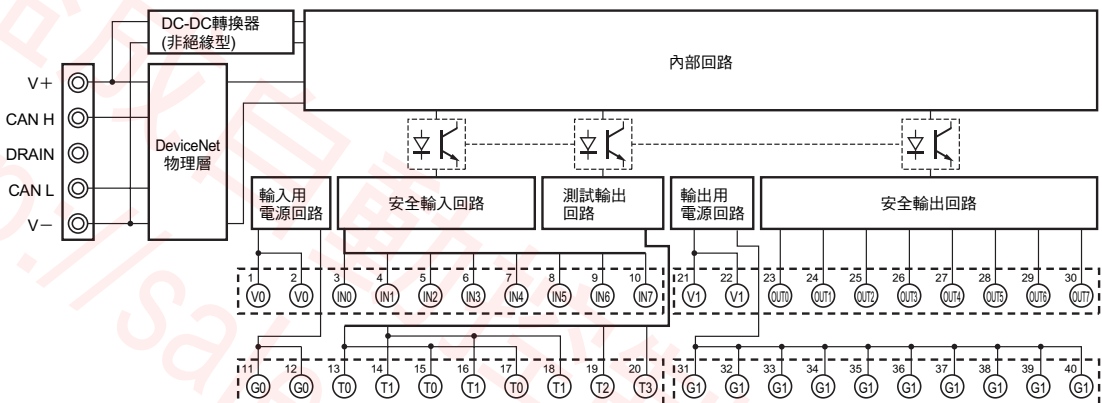 DC-DC轉換器
(非絕緣型)
內部回路
V+
CAN H
DRAIN
CAN L
V−
DeviceNet
物理層
輸入用
電源回路
安全輸入回路
測試輸出
回路
輸出用
電源回路
安全輸出回路
1 2 3 4 5 6 7 8 9 10 21 22 23 24 25 26 27 28 29 30
V0 V0 IN0 IN1 IN2 IN3 IN4 IN5 IN6 IN7 V1 V1 OUT0 OUT1 OUT2 OUT3 OUT4 OUT5 OUT6 OUT7
11 12 13 14 15 16 17 18 19 20 31 32 33 34 35 36 37 38 39 40
G0 G0 T0 T1 T0 T1 T0 T1 T2 T3 G1 G1 G1 G1 G1 G1 G1 G1 G1 G1